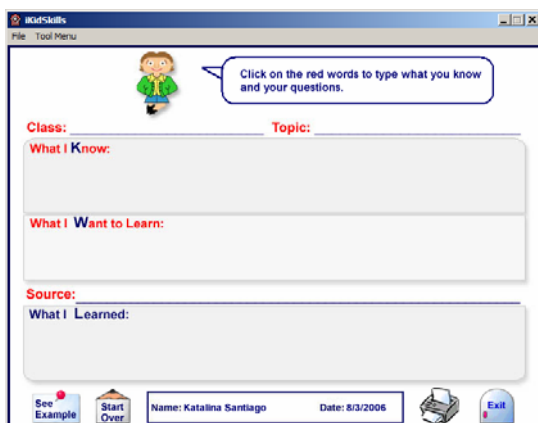 iKidSkills
File Tool Menu
Click on the red words to type what you know
and your questions.
Class: Topic:
What I Know:
What I Want to Learn:
Source:
What I Learned:
See
Example
Start
Over
Name: Katalina Santiago Date: 8/3/2006
Exit